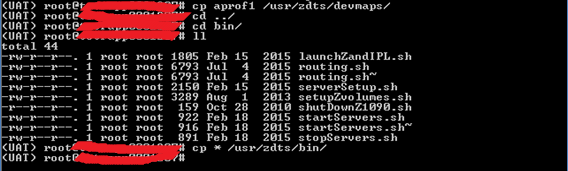 (UAT) root@ # cp aprof1 /usr/zdts/devmaps/
(UAT) root@ # cd ../
(UAT) root@ # cd bin/
(UAT) root@ # ll
total 44
-rw-r--r--. 1 root root 1805 Feb 15 2015 launchZandIPL.sh
-rw-r--r--. 1 root root 6793 Jul 4 2015 routing.sh
-rw-r--r--. 1 root root 6793 Jul 4 2015 routing.sh~
-rw-r--r--. 1 root root 2150 Feb 15 2015 serverSetup.sh
-rw-r--r--. 1 root root 3289 Aug 1 2013 setupZvolumes.sh
-rw-r--r--. 1 root root 159 Oct 28 2010 shutDownZ1090.sh
-rw-r--r--. 1 root root 922 Feb 18 2015 startServers.sh
-rw-r--r--. 1 root root 916 Feb 18 2015 startServers.sh~
-rw-r--r--. 1 root root 891 Feb 18 2015 stopServers.sh
(UAT) root@ # cp * /usr/zdts/bin/
(UAT) root@ #